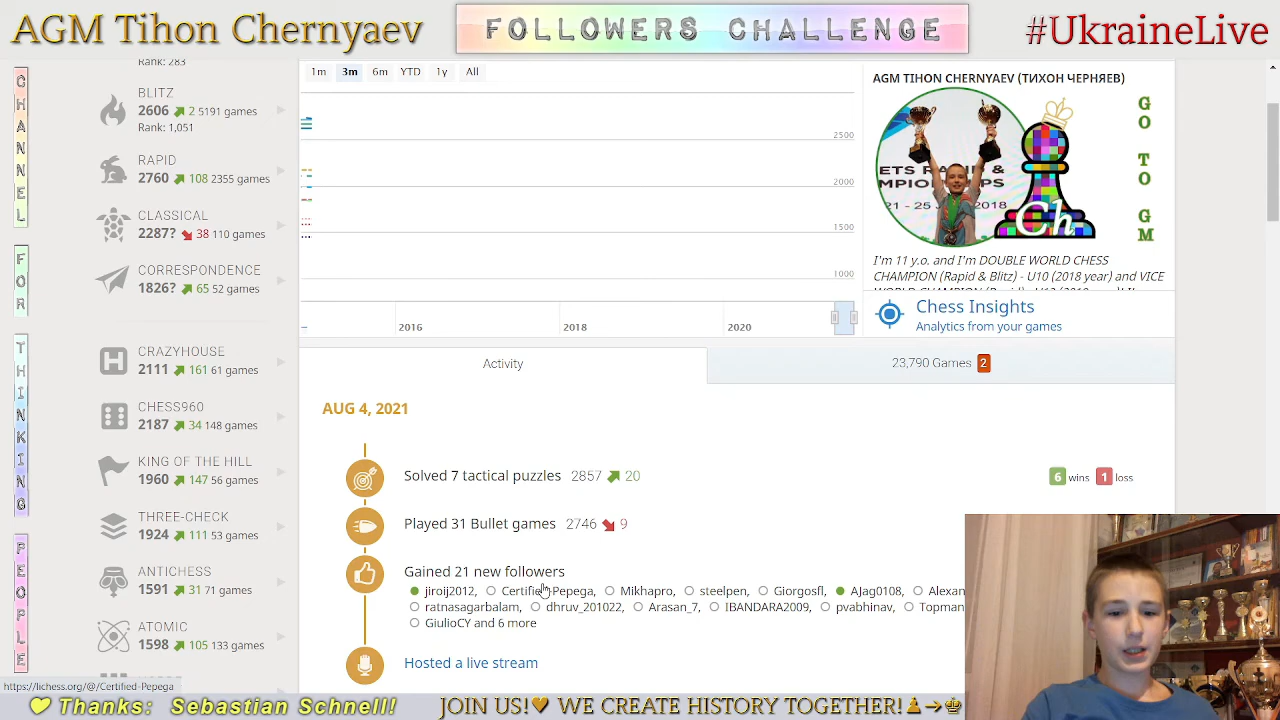 AGM Tihon Chernyaev
FOLLOWERS CHALLENGE
#UkraineLive
CHANNEL
FOR
THINKING
PEOPLE
Rank: 283
BLITZ
2606 2 5191 games
Rank: 1,051
RAPID
2760 108 2355 games
CLASSICAL
2287? 38 110 games
CORRESPONDENCE
1826? 65 52 games
CRAZYHOUSE
2111 161 61 games
CHESS960
2187 34 148 games
KING OF THE HILL
1960 147 56 games
THREE-CHECK
1924 111 53 games
ANTICHESS
1591 31 71 games
ATOMIC
1598 105 133 games
1m 3m 6m YTD 1y All
2500
2000
1500
1000
2016 2018 2020
AGM TIHON CHERNYAEV (ТИХОН ЧЕРНЯЕВ)
ETS RAPID &
MPIONSHIPS
21 - 25 2018
Ch
GO
TO
GM
I'm 11 y.o. and I'm DOUBLE WORLD CHESS
CHAMPION (Rapid & Blitz) - U10 (2018 year) and VICE
Chess Insights
Analytics from your games
Activity
23,790 Games 2
AUG 4, 2021
Solved 7 tactical puzzles 2857 20
6 wins 1 loss
Played 31 Bullet games 2746 9
Gained 21 new followers
jiroij2012, Certified-Pepega, Mikhapro, steelpen, Giorgosfl, AJag0108, Alexan
ratnasagarbalam, dhruv_201022, Arasan_7, IBANDARA2009, pvabhinav, Topman
GiulioCY and 6 more
Hosted a live stream
https://lichess.org/@/Certified-Pepega
Thanks: Sebastian Schnell!
JOIN US! WE CREATE HISTORY TOGETHER!